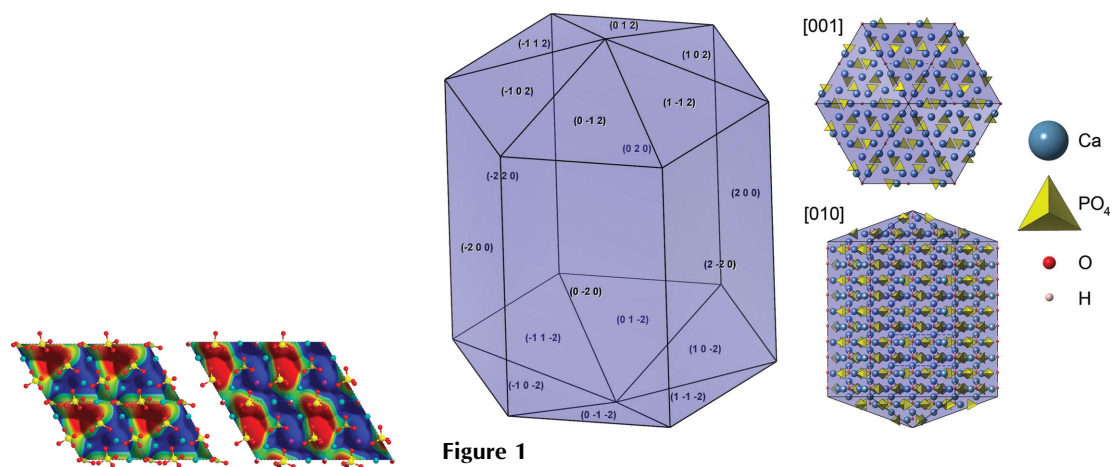 (0 1 2)
(-1 1 2)
(1 0 2)
(-1 0 2)
(1 -1 2)
(0 -1 2)
(0 2 0)
(-2 2 0)
(2 0 0)
(-2 0 0)
(2 -2 0)
(0 -2 0)
(0 1 -2)
(-1 1 -2)
(1 0 -2)
(-1 0 -2)
(1 -1 -2)
(0 -1 -2)
Figure 1
[001]
[010]
Ca
PO4
O
H